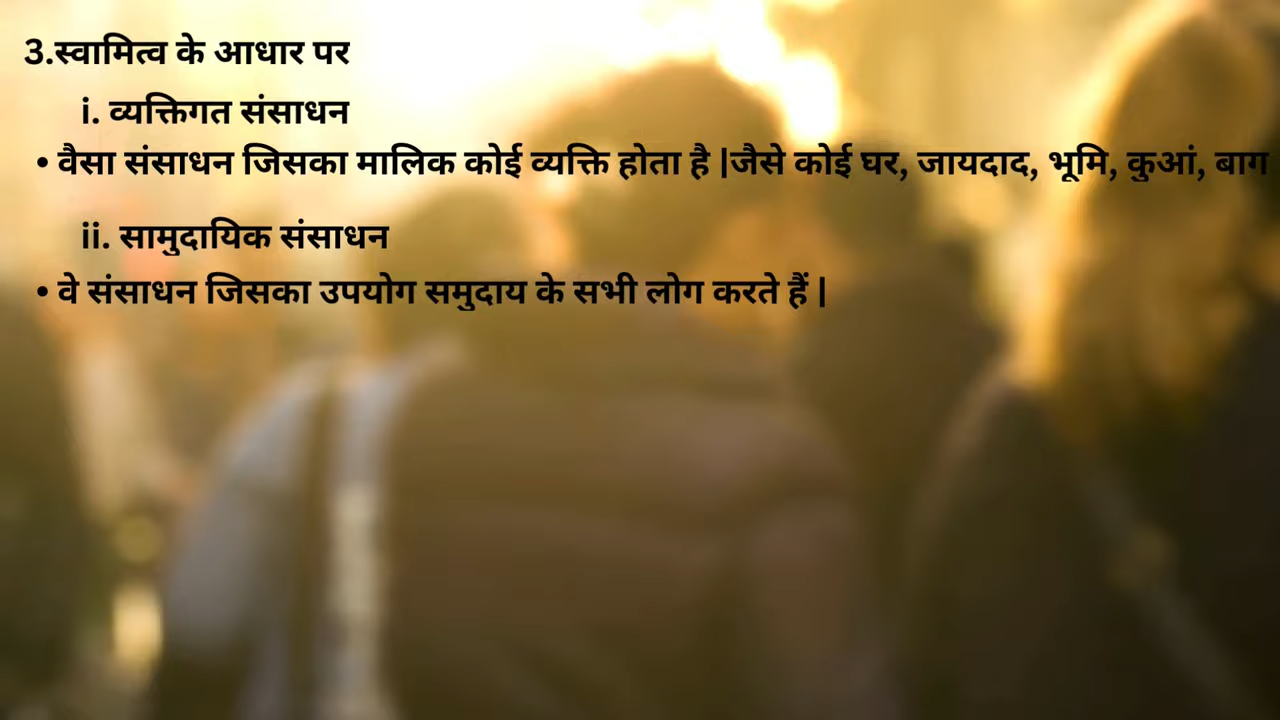 3.स्वामित्व के आधार पर
i. व्यक्तिगत संसाधन
• वैसा संसाधन जिसका मालिक कोई व्यक्ति होता है |जैसे कोई घर, जायदाद, भूमि, कुआं, बाग
ii. सामुदायिक संसाधन
• वे संसाधन जिसका उपयोग समुदाय के सभी लोग करते हैं |